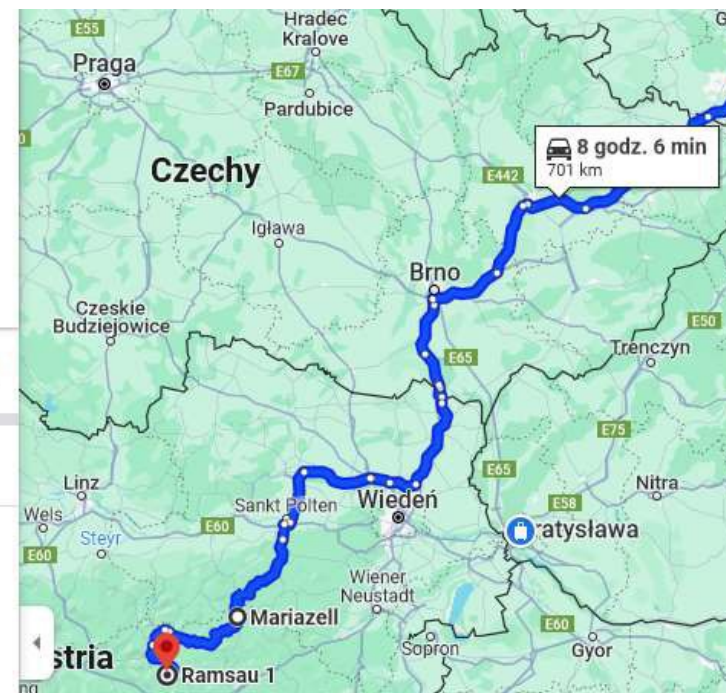 E55
Hradec
Kralove
Praga
E67
Pardubice
8 godz. 6 min
701 km
E442
Czechy
Igława
Brno
Czeskie
Budziejowice
E50
Trenczyn
E65
E75
Linz
Sankt Polten
Wiedeń
E65
E58
Nitra
Wels
E60
Steyr
ratysława
E60
Wiener
Neustadt
Mariazell
E60
Sopron
Győr
stria
Ramsau 1